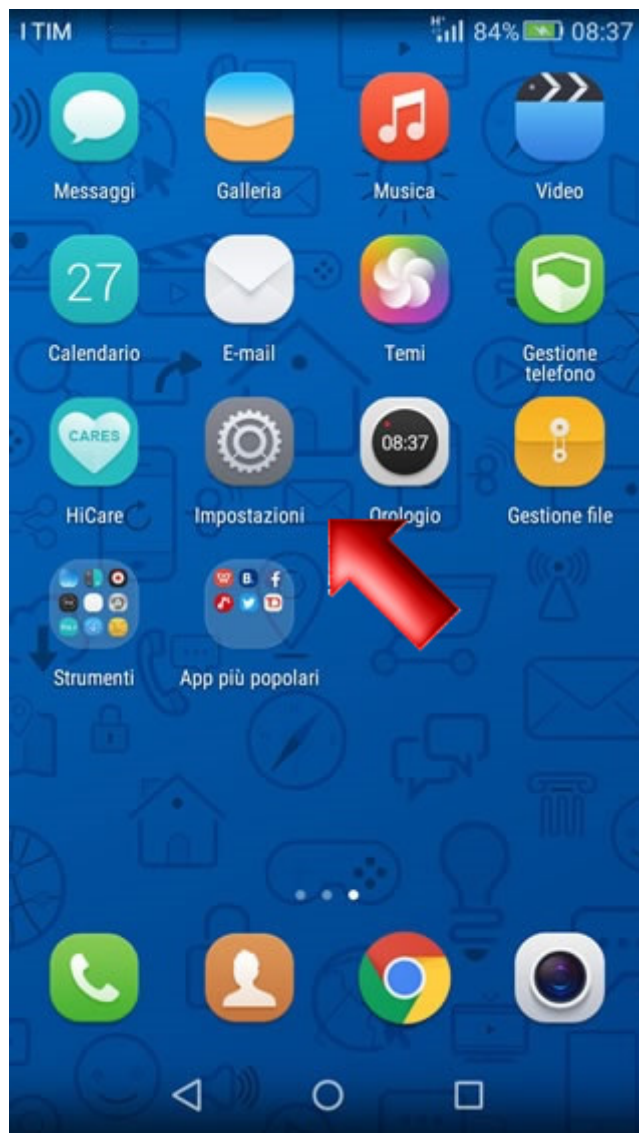 I TIM H+ 84% 08:37
Messaggi Galleria Musica Video
27
Calendario E-mail Temi Gestione telefono
CARES
08:37
HiCare Impostazioni Orologio Gestione file
B. f
Strumenti App più popolari